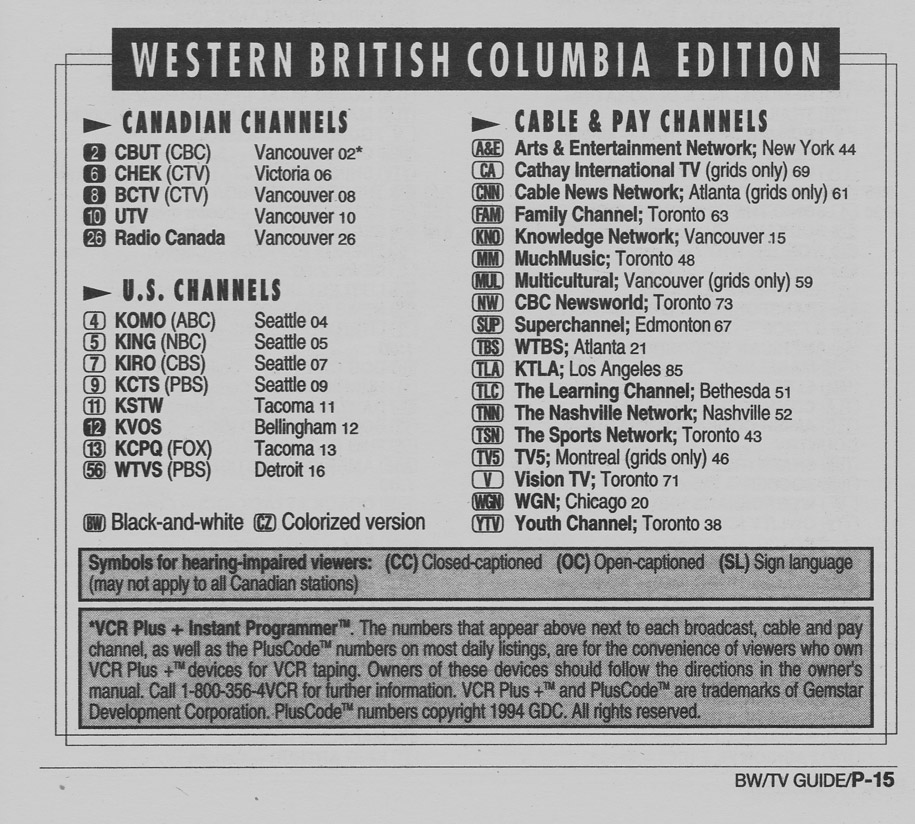 WESTERN BRITISH COLUMBIA EDITION
CANADIAN CHANNELS
2 CBUT (CBC) Vancouver 02*
6 CHEK (CTV) Victoria 06
8 BCTV (CTV) Vancouver 08
10 UTV Vancouver 10
26 Radio Canada Vancouver 26
U.S. CHANNELS
4 KOMO (ABC) Seattle 04
5 KING (NBC) Seattle 05
7 KIRO (CBS) Seattle 07
9 KCTS (PBS) Seattle 09
11 KSTW Tacoma 11
12 KVOS Bellingham 12
13 KCPQ (FOX) Tacoma 13
56 WTVS (PBS) Detroit 16
BW Black-and-white CZ Colorized version
CABLE & PAY CHANNELS
A&E Arts & Entertainment Network; New York 44
CA Cathay International TV (grids only) 69
CNN Cable News Network; Atlanta (grids only) 61
FAM Family Channel; Toronto 63
KNO Knowledge Network; Vancouver 15
MM MuchMusic; Toronto 48
MUL Multicultural; Vancouver (grids only) 59
NW CBC Newsworld; Toronto 73
SUP Superchannel; Edmonton 67
TBS WTBS; Atlanta 21
TLA KTLA; Los Angeles 85
TLC The Learning Channel; Bethesda 51
TNN The Nashville Network; Nashville 52
TSN The Sports Network; Toronto 43
TV5 TV5; Montreal (grids only) 46
V Vision TV; Toronto 71
WGN WGN; Chicago 20
YTV Youth Channel; Toronto 38
Symbols for hearing-impaired viewers: (CC) Closed-captioned (OC) Open-captioned (SL) Sign language
(may not apply to all Canadian stations)
*VCR Plus + Instant Programmer™. The numbers that appear above next to each broadcast, cable and pay
channel, as well as the PlusCode™ numbers on most daily listings, are for the convenience of viewers who own
VCR Plus +™ devices for VCR taping. Owners of these devices should follow the directions in the owner's
manual. Call 1-800-356-4VCR for further information. VCR Plus +™ and PlusCode™ are trademarks of Gemstar
Development Corporation. PlusCode™ numbers copyright 1994 GDC. All rights reserved.
BW/TV GUIDE/P-15